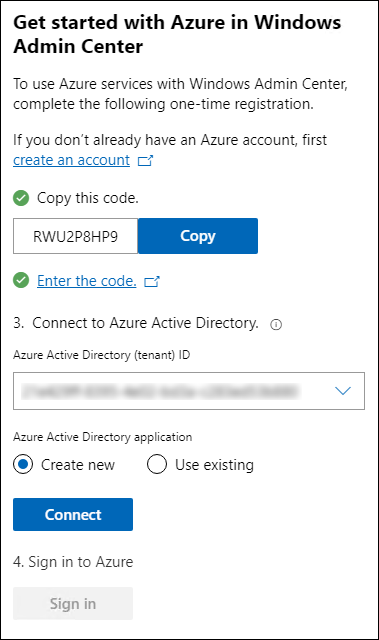 Get started with Azure in Windows
Admin Center
To use Azure services with Windows Admin Center,
complete the following one-time registration.
If you don't already have an Azure account, first
create an account
Copy this code.
RWU2P8HP9
Copy
Enter the code.
3. Connect to Azure Active Directory.
Azure Active Directory (tenant) ID
Azure Active Directory application
Create new
Use existing
Connect
4. Sign in to Azure
Sign in